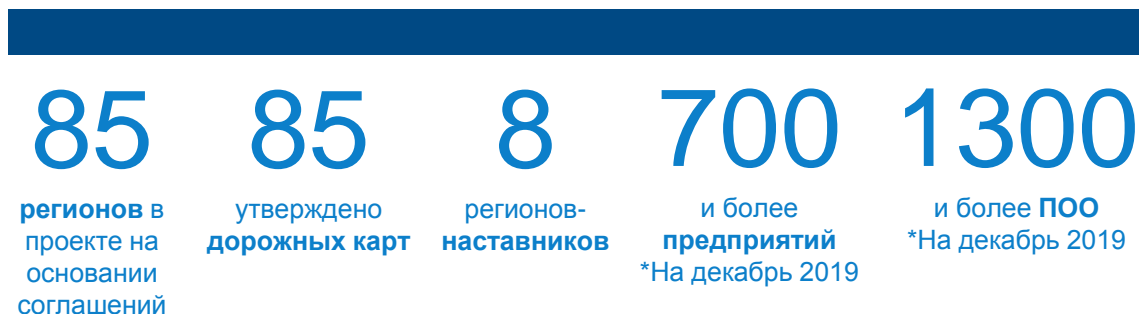 85
регионов в
проекте на
основании
соглашений
85
утверждено
дорожных карт
8
регионов-
наставников
700
и более
предприятий
*На декабрь 2019
1300
и более ПОО
*На декабрь 2019